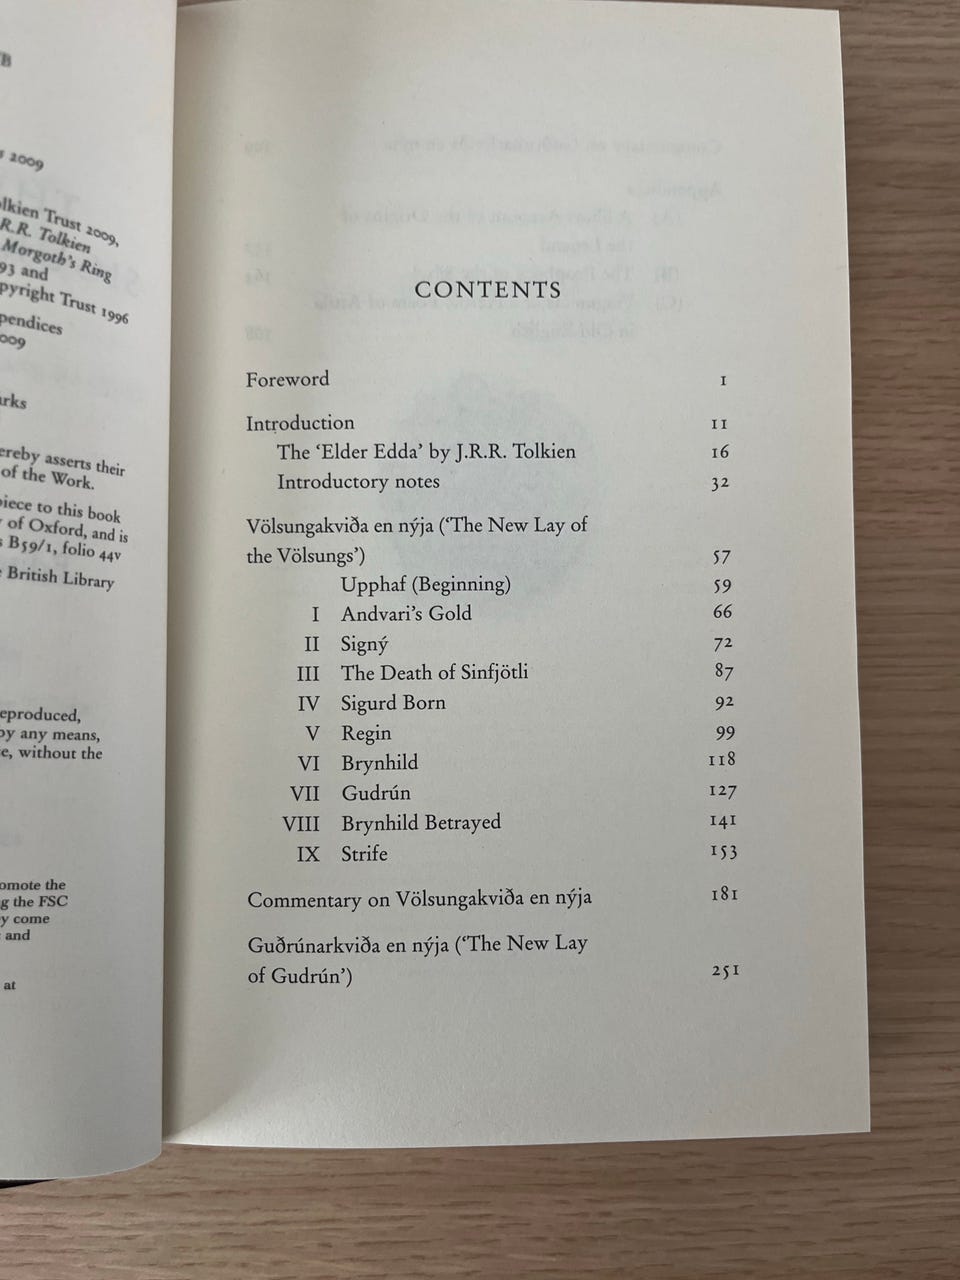 B
s 2009
olkien Trust 2009,
R.R. Tolkien
Morgoth's Ring
93 and
pyright Trust 1996
pendices
009
arks
ereby asserts their
of the Work.
piece to this book
of Oxford, and is
B59/1, folio 44v
British Library
eproduced,
by any means,
e, without the
omote the
g the FSC
y come
and
at
CONTENTS
Foreword 1
Introduction 11
The ‘Elder Edda’ by J.R.R. Tolkien 16
Introductory notes 32
Völsungakviða en nýja (‘The New Lay of
the Völsungs’) 57
Upphaf (Beginning) 59
I Andvari's Gold 66
II Signý 72
III The Death of Sinfjötli 87
IV Sigurd Born 92
V Regin 99
VI Brynhild 118
VII Gudrún 127
VIII Brynhild Betrayed 141
IX Strife 153
Commentary on Völsungakviða en nýja 181
Guðrúnarkviða en nýja (‘The New Lay
of Gudrún’) 251